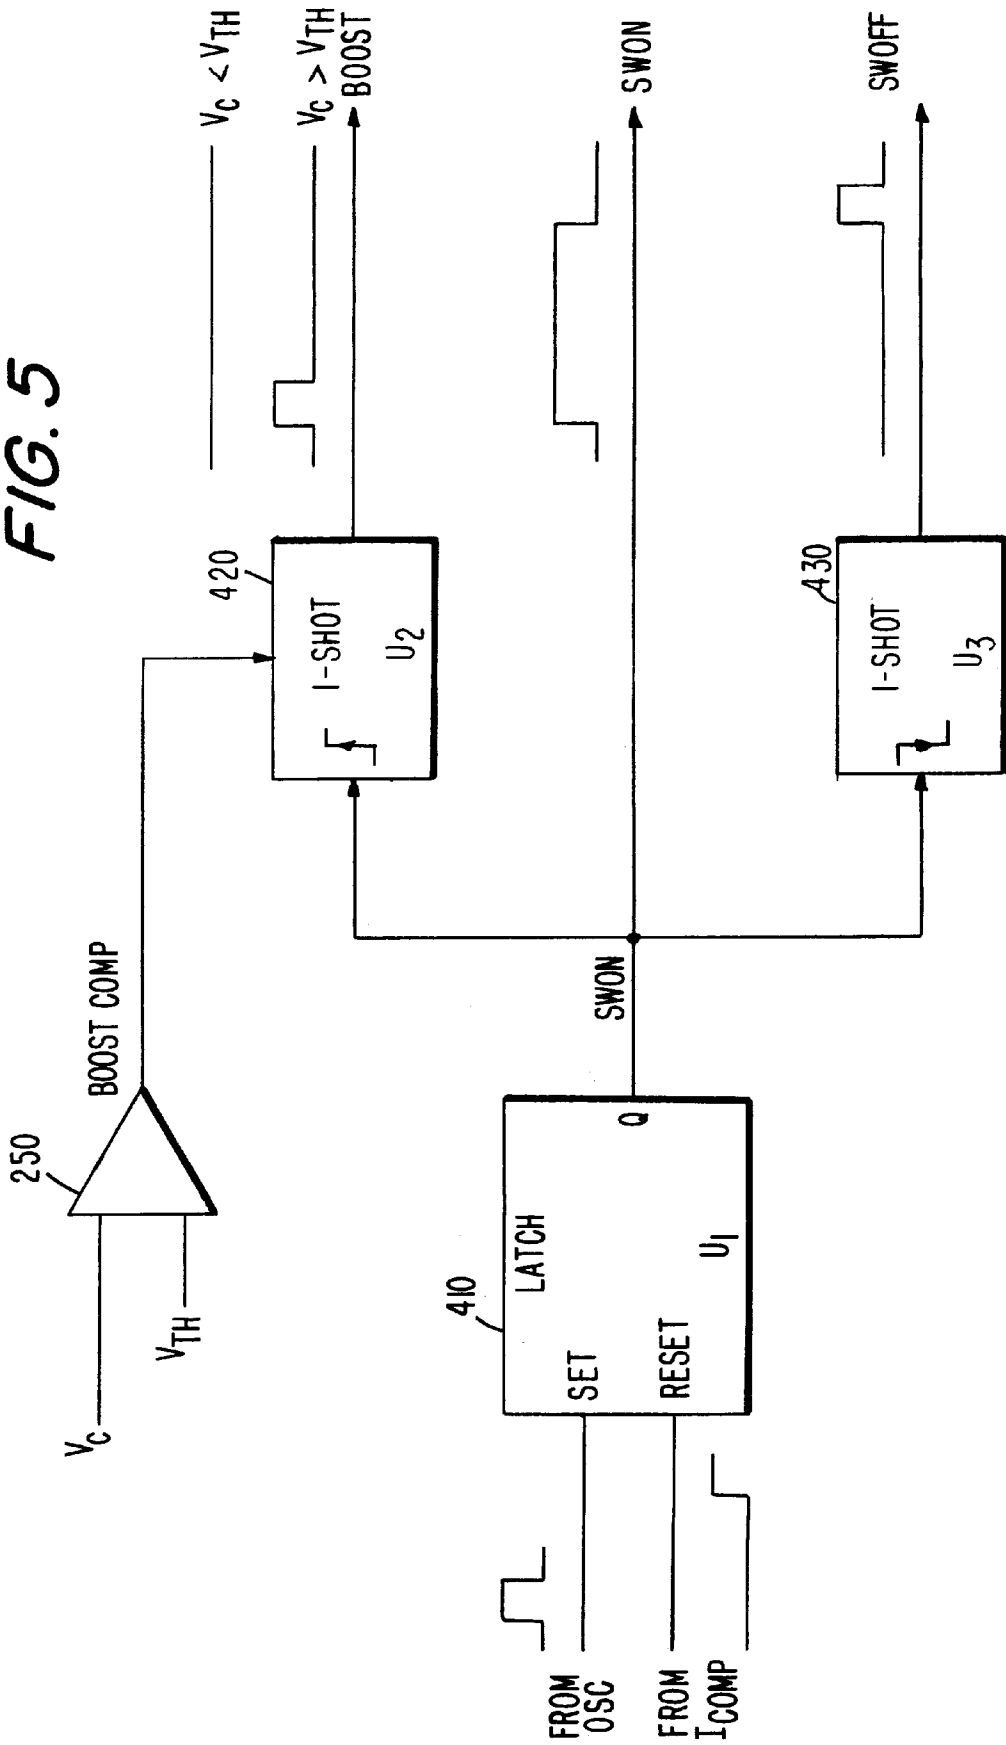 FIG. 5
V_C < V_TH
V_C > V_TH
BOOST
420
1-SHOT
U_2
BOOST COMP
250
V_C
V_TH
SWON
SWON
410
LATCH
SET
Q
RESET
U_1
FROM
OSC
FROM
I_COMP
430
1-SHOT
U_3
SWOFF